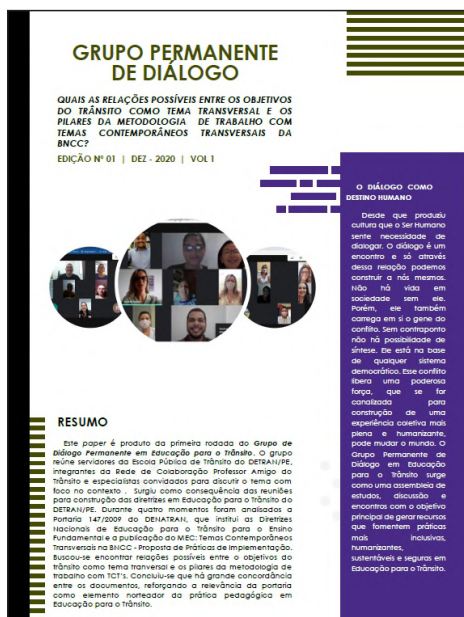 GRUPO PERMANENTE
DE DIÁLOGO
QUAIS AS RELAÇÕES POSSÍVEIS ENTRE OS OBJETIVOS
DO TRÂNSITO COMO TEMA TRANSVERSAL E OS
PILARES DA METODOLOGIA DE TRABALHO COM
TEMAS CONTEMPORÂNEOS TRANSVERSAIS DA
BNCC?
EDIÇÃO Nº 01 | DEZ - 2020 | VOL 1
RESUMO
Este paper é produto da primeira rodada do Grupo de
Diálogo Permanente em Educação para o Trânsito. O grupo
reúne servidores da Escola Pública de Trânsito do DETRAN/PE,
integrantes da Rede de Colaboração Professor Amigo do
Trânsito e especialistas convidados para discutir o tema com
foco no contexto . Surgiu como consequência das reuniões
para construção das diretrizes em Educação para o Trânsito do
DETRAN/PE. Durante quatro momentos foram analisados a
Portaria 147/2009 do DENATRAN, que institui as Diretrizes
Nacionais de Educação para o Trânsito para o Ensino
Fundamental e a publicação do MEC: Temas Contemporâneos
Transversais na BNCC - Proposta de Práticas de Implementação.
Buscou-se encontrar relações possíveis entre o objetivos do
trânsito como tema tranversal e os pilares da metodologia de
trabalho com TCT's. Concluiu-se que há grande concordância
entre os documentos, reforçando a relevância da portaria
como elemento norteador da prática pedagógica em
Educação para o Trânsito.
O DIÁLOGO COMO
DESTINO HUMANO
Desde que produziu
cultura que o Ser Humano
sente necessidade de
dialogar. O diálogo é um
encontro e só através
dessa relação podemos
construir a nós mesmos.
Não há vida em
sociedade sem ele.
Porém, ele também
carrega em si o gene do
conflito. Sem contraponto
não há possibilidade de
síntese. Ele está na base
de qualquer sistema
democrático. Esse conflito
libera uma poderosa
força, que se for
canalizada para
construção de uma
experiência coletiva mais
plena e humanizante,
pode mudar o mundo. O
Grupo Permanente de
Diálogo em Educação
para o Trânsito surge
como uma assembleia de
estudos, discussão e
encontros com o objetivo
principal de gerar recursos
que fomentem práticas
mais inclusivas,
humanizantes,
sustentáveis e seguras em
Educação para o Trânsito.